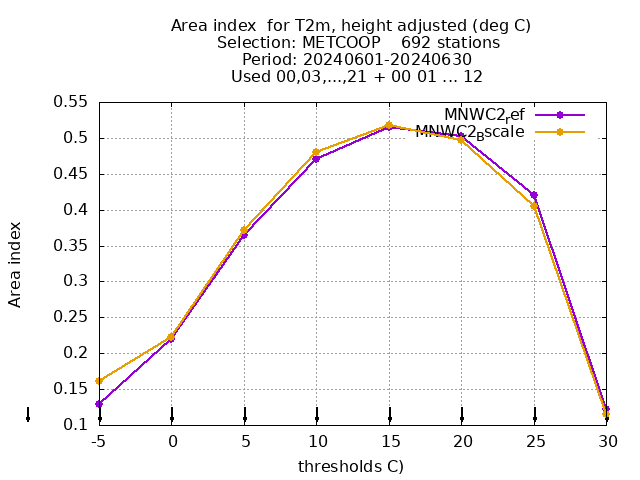 Area index  for T2m, height adjusted (deg C)
Selection: METCOOP    692 stations
Period: 20240601-20240630
Used 00,03,...,21 + 00 01 ... 12
MNWC2ref
MNWC2Bscale
0.55
0.5
0.45
0.4
0.35
0.3
0.25
0.2
0.15
0.1
Area index
-5 0 5 10 15 20 25 30
thresholds C)